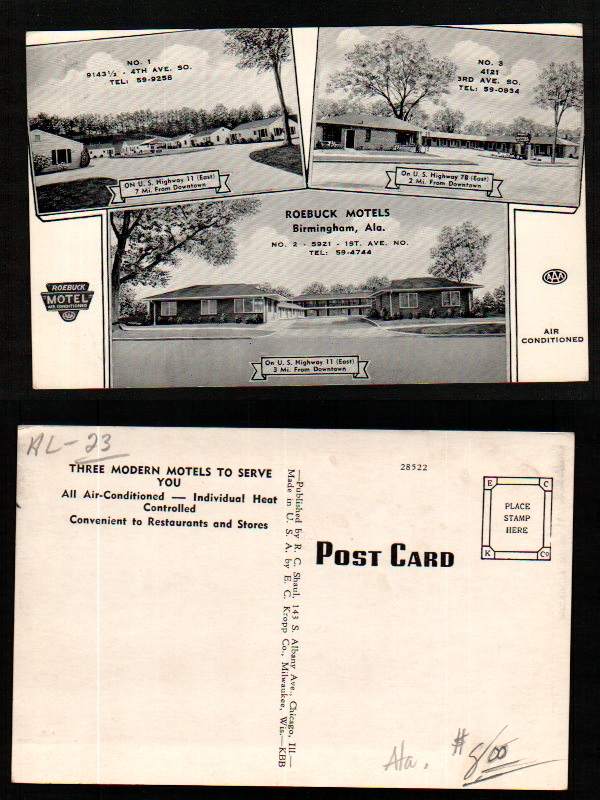 NO. 1
9143½ - 4TH AVE. SO.
TEL: 59-9258
NO. 3
4121
3RD AVE. SO.
TEL: 59-0834
ON U. S. Highway 11 (East)
7 Mi. From Downtown
On U. S. Highway 78 (East)
2 Mi. From Downtown
ROEBUCK MOTELS
Birmingham, Ala.
NO. 2 - 5921 - 1ST. AVE. NO.
TEL: 59-4744
ROEBUCK
MOTEL
AIR CONDITIONED
AAA
AAA
AIR
CONDITIONED
On U. S. Highway 11 (East)
3 Mi. From Downtown
AL-23
THREE MODERN MOTELS TO SERVE
YOU
All Air-Conditioned — Individual Heat
Controlled
Convenient to Restaurants and Stores
—Published by R. C. Shaul, 143 S. Albany Ave., Chicago, Ill—
Made in U. S. A. by E. C. Kropp Co., Milwaukee, Wis.—KBB
28522
POST CARD
E C
PLACE
STAMP
HERE
K Co
Ala. $8/00